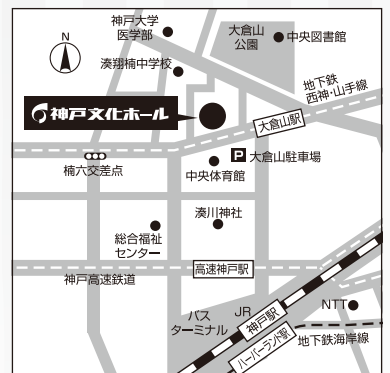 神戸大学
医学部
大倉山
公園
中央図書館
N
湊翔楠中学校
地下鉄
西神・山手線
神戸文化ホール
大倉山駅
P 大倉山駐車場
楠六交差点
中央体育館
湊川神社
総合福祉
センター
高速神戸駅
神戸高速鉄道
バス
ターミナル
JR
神戸駅
NTT
ハーバーランド駅
地下鉄海岸線